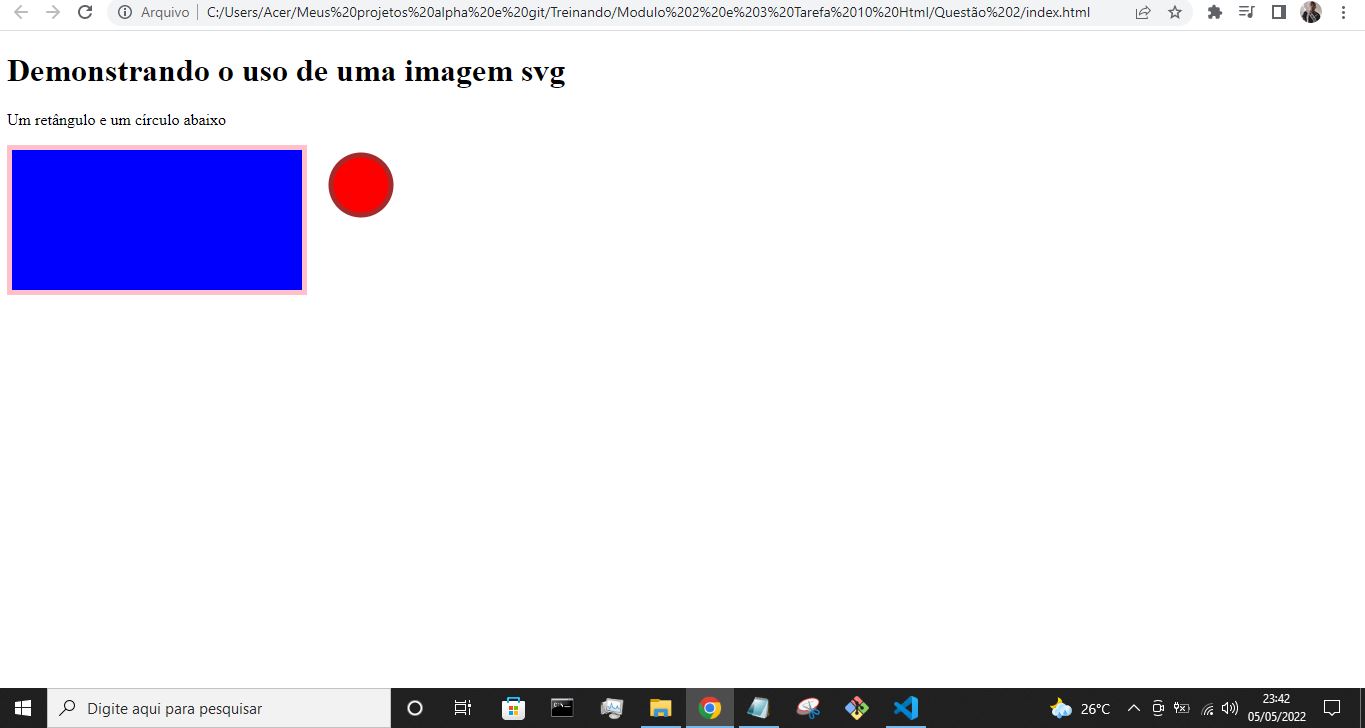 Arquivo C:/Users/Acer/Meus%20projetos%20alpha%20e%20git/Treinando/Modulo%202%20e%203%20Tarefa%2010%20Html/Questão%202/index.html
Demonstrando o uso de uma imagem svg
Um retângulo e um círculo abaixo
Digite aqui para pesquisar
26°C
23:42
05/05/2022